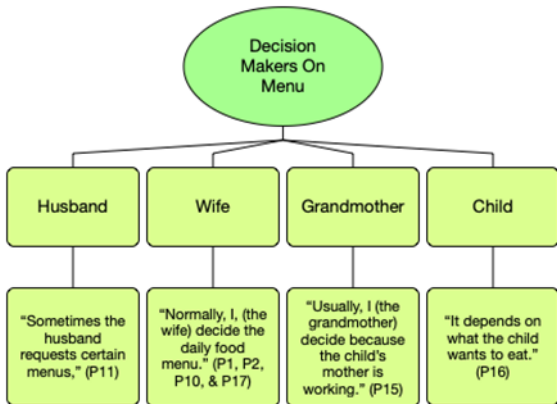 Decision
Makers On
Menu
Husband
Wife
Grandmother
Child
“Sometimes the
husband
requests certain
menus,” (P11)
“Normally, I, (the
wife) decide the
daily food
menu.” (P1, P2,
P10, & P17)
“Usually, I (the
grandmother)
decide because
the child’s
mother is
working.” (P15)
“It depends on
what the child
wants to eat.”
(P16)